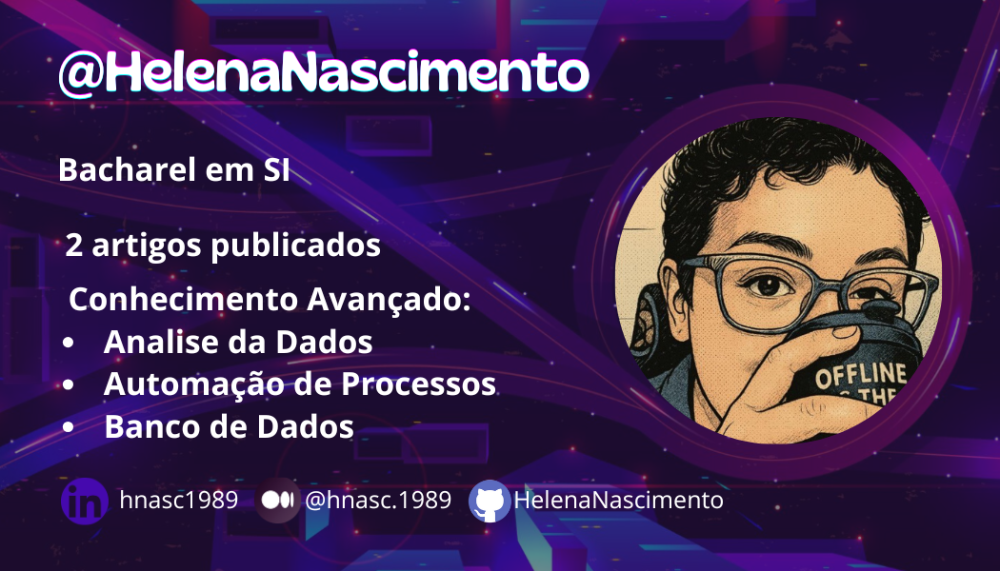 @HelenaNascimento
Bacharel em SI
2 artigos publicados
Conhecimento Avançado:
• Analise da Dados
• Automação de Processos
• Banco de Dados
OFFLINE
THE
in hnasc1989 @hnasc.1989 HelenaNascimento